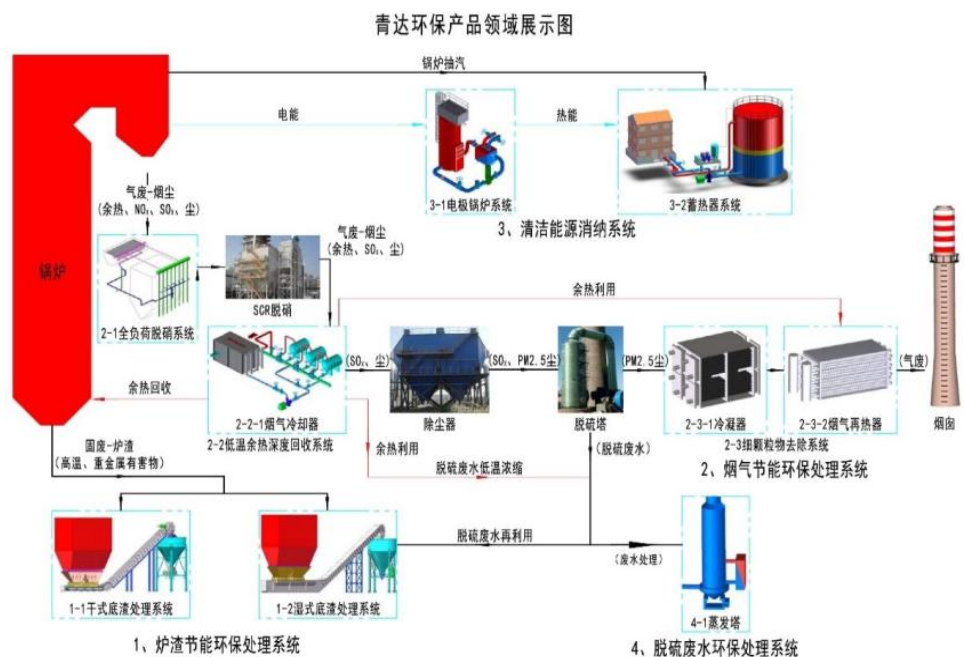 青达环保产品领域展示图
锅炉抽汽
电能
热能
3-1电极锅炉系统
3-2蓄热器系统
3、清洁能源消纳系统
气废-烟尘
(余热、NOₓ、SOₓ、尘)
气废-烟尘
(余热、SOₓ、尘)
锅炉
SCR脱硝
2-1全负荷脱硝系统
余热利用
(SOₓ、尘)
(SOₓ、PM2.5尘)
(PM2.5尘)
(气废)
余热回收
2-2-1烟气冷却器
除尘器
脱硫塔
2-3-1冷凝器
2-3-2烟气再热器
烟囱
2-2低温余热深度回收系统
2-3细颗粒物去除系统
固废-炉渣
(高温、重金属有害物)
余热利用
(脱硫废水)
2、烟气节能环保处理系统
脱硫废水低温浓缩
脱硫废水再利用
(废水处理)
1-1干式底渣处理系统
1-2湿式底渣处理系统
4-1蒸发塔
1、炉渣节能环保处理系统
4、脱硫废水环保处理系统